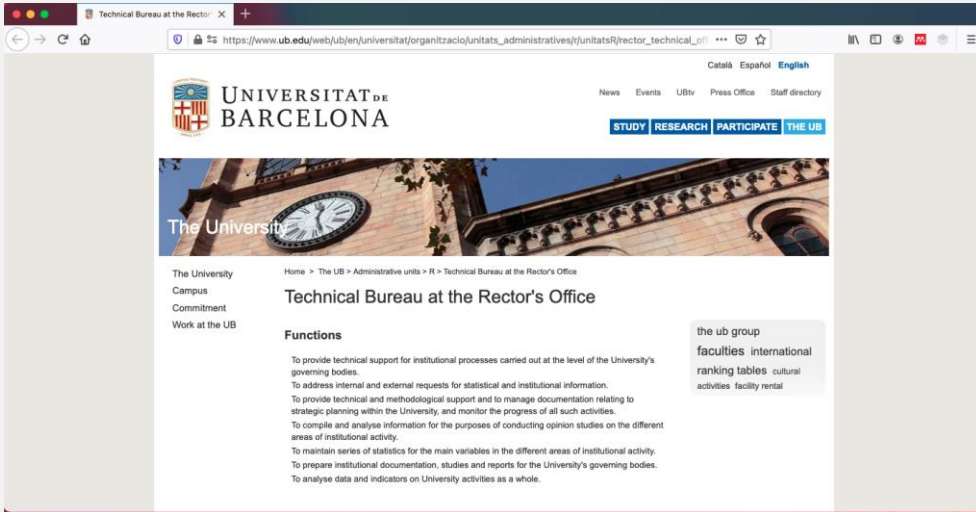 Technical Bureau at the Rector
https://www.ub.edu/web/ub/en/universitat/organitzacio/unitats_administratives/r/unitatsR/rector_technical_of
Català Español English
UNIVERSITAT DE
BARCELONA
News Events UBtv Press Office Staff directory
STUDY RESEARCH PARTICIPATE THE UB
The University
The University
Campus
Commitment
Work at the UB
Home > The UB > Administrative units > R > Technical Bureau at the Rector's Office
Technical Bureau at the Rector's Office
Functions
To provide technical support for institutional processes carried out at the level of the University's
governing bodies.
To address internal and external requests for statistical and institutional information.
To provide technical and methodological support and to manage documentation relating to
strategic planning within the University, and monitor the progress of all such activities.
To compile and analyse information for the purposes of conducting opinion studies on the different
areas of institutional activity.
To maintain series of statistics for the main variables in the different areas of institutional activity.
To prepare institutional documentation, studies and reports for the University's governing bodies.
To analyse data and indicators on University activities as a whole.
the ub group
faculties international
ranking tables cultural
activities facility rental